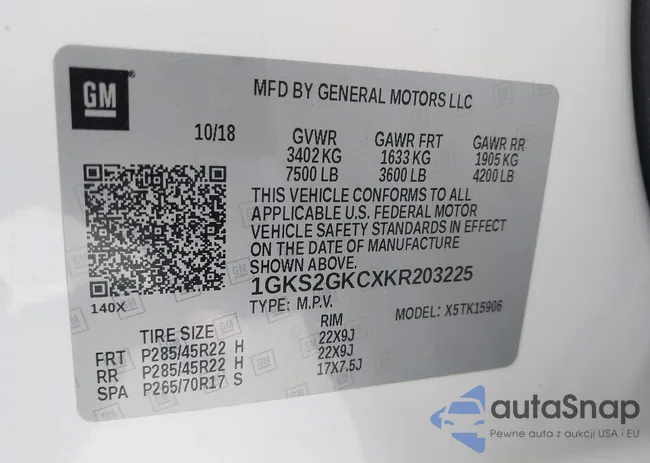 GM
MFD BY GENERAL MOTORS LLC
10/18 GVWR GAWR FRT GAWR RR
3402 KG 1633 KG 1905 KG
7500 LB 3600 LB 4200 LB
THIS VEHICLE CONFORMS TO ALL
APPLICABLE U.S. FEDERAL MOTOR
VEHICLE SAFETY STANDARDS IN EFFECT
ON THE DATE OF MANUFACTURE
SHOWN ABOVE.
1GKS2GKCXKR203225
140X TYPE: M.P.V. MODEL: X5TK15906
TIRE SIZE RIM
FRT P285/45R22 H 22X9J
RR P285/45R22 H 22X9J
SPA P265/70R17 S 17X7.5J
autaSnap
Pewne auta z aukcji USA i EU